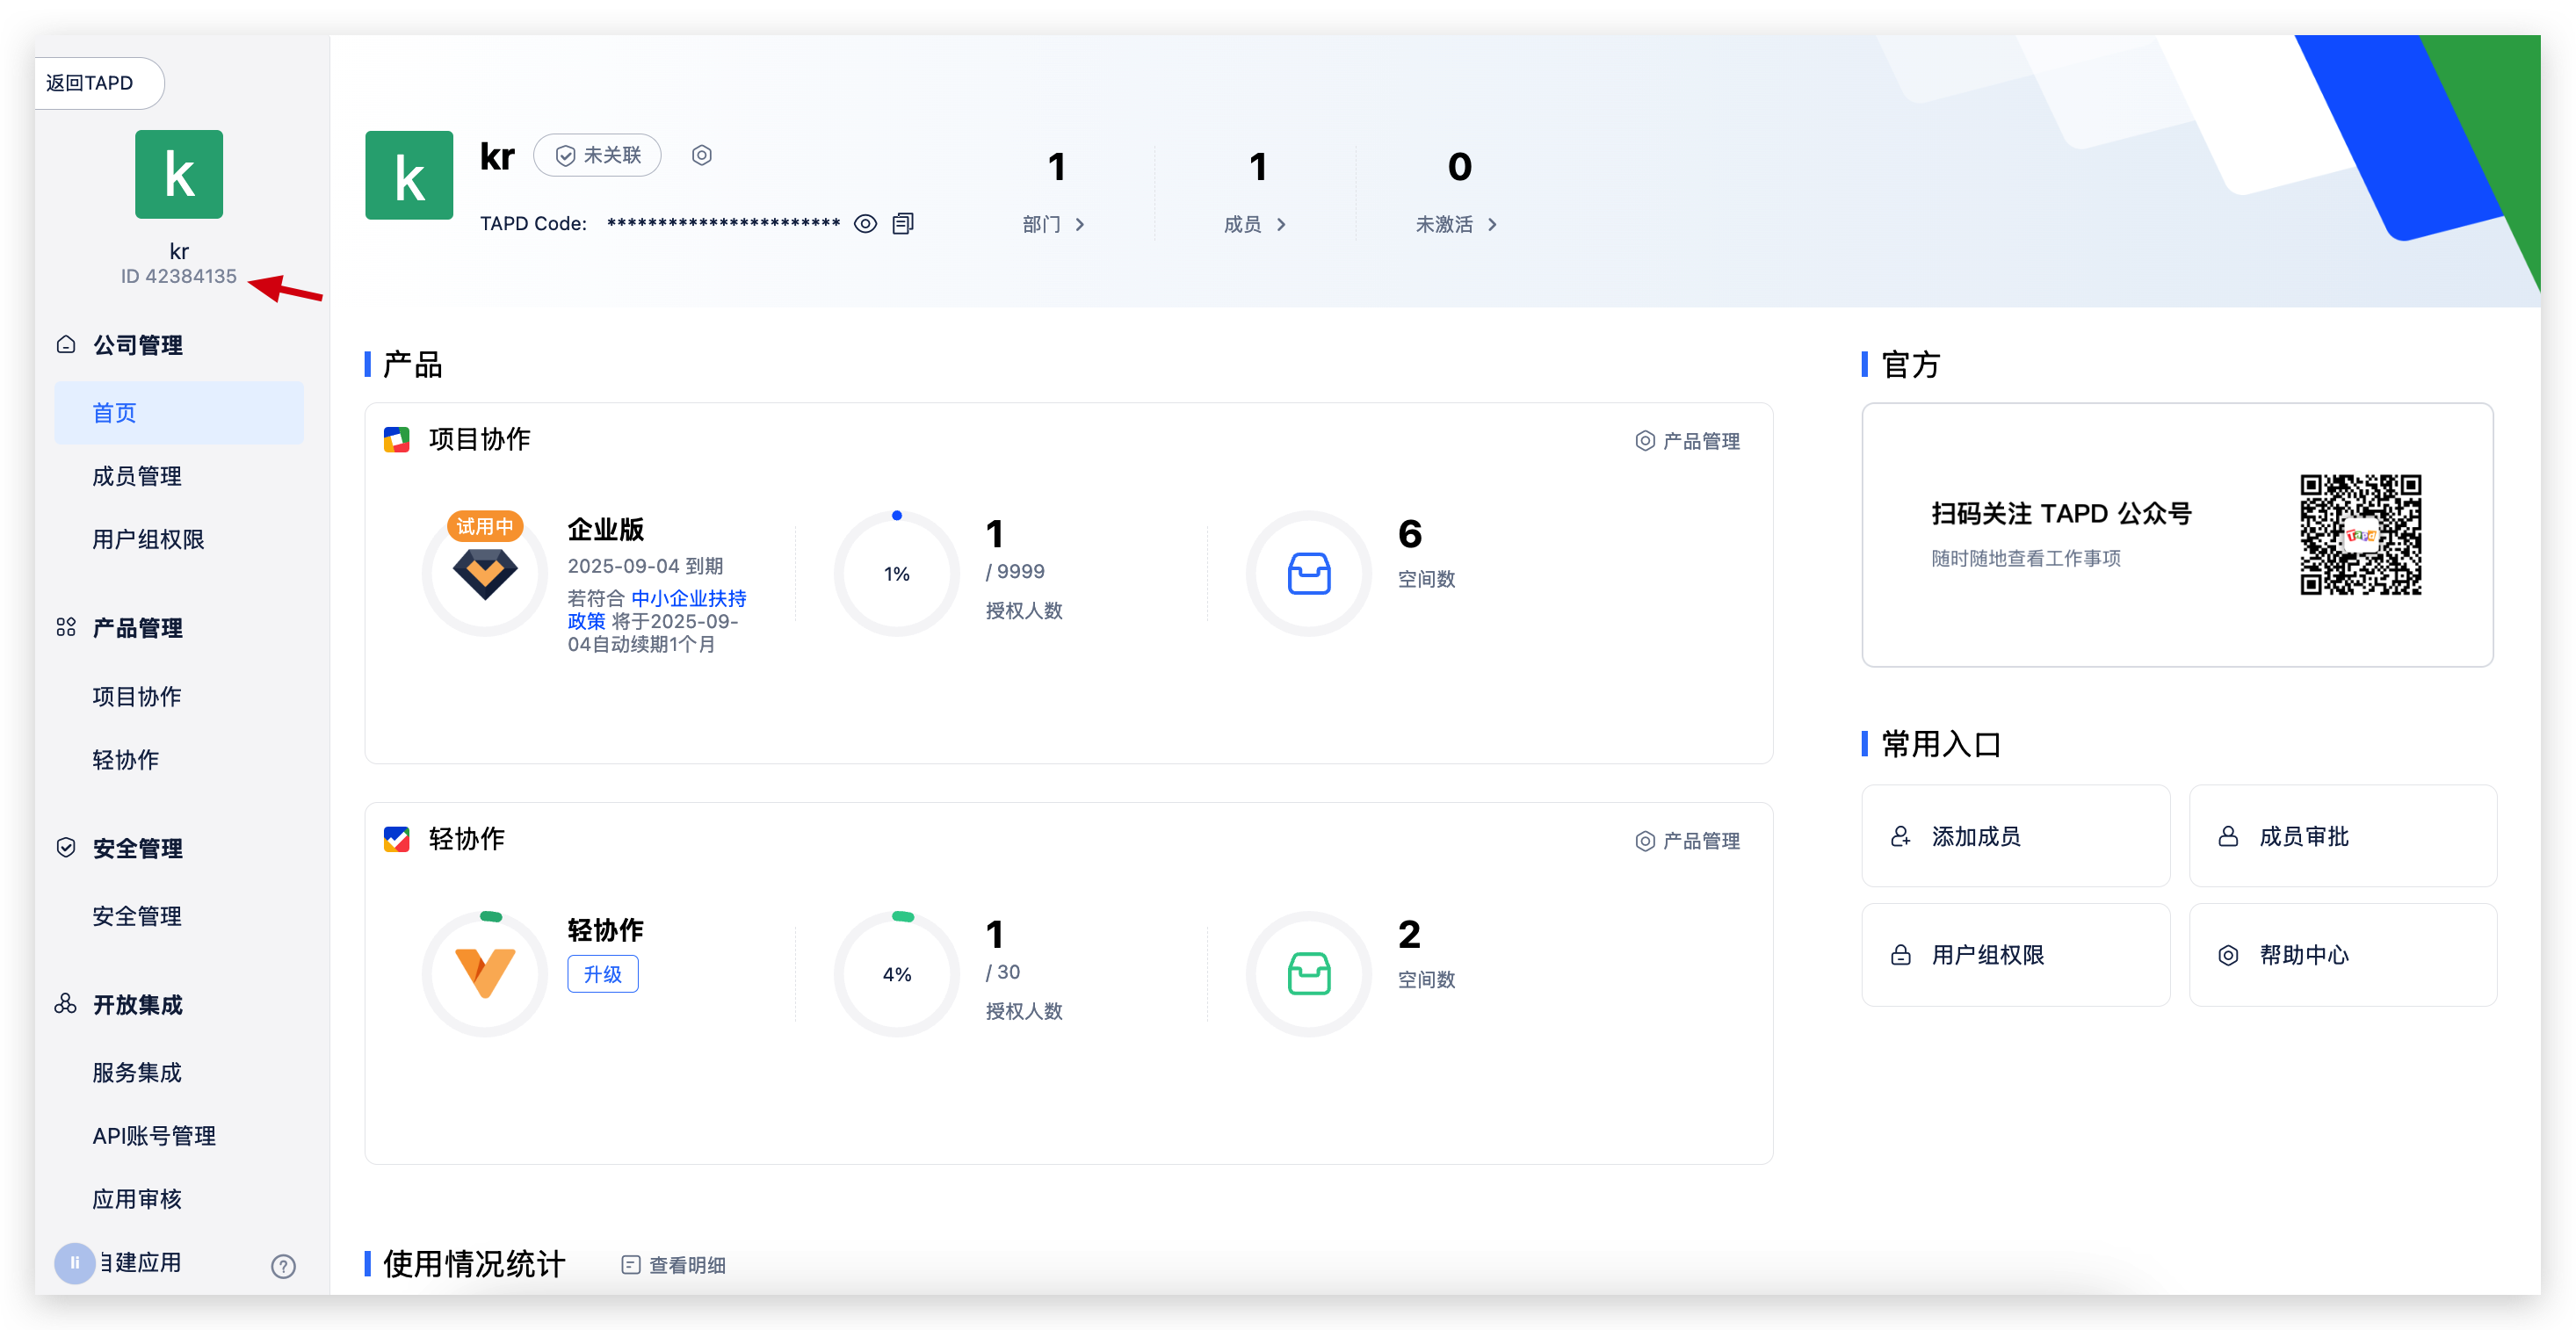 返回TAPD
k
kr
ID 42384135
公司管理
首页
成员管理
用户组权限
产品管理
项目协作
轻协作
安全管理
安全管理
开放集成
服务集成
API账号管理
应用审核
li
自建应用
k
kr
未关联
TAPD Code: ***********************
1
部门
1
成员
0
未激活
产品
项目协作
产品管理
试用中
企业版
2025-09-04 到期
若符合 中小企业扶持
政策 将于2025-09-
04自动续期1个月
1%
1
/ 9999
授权人数
6
空间数
轻协作
产品管理
轻协作
升级
4%
1
/ 30
授权人数
2
空间数
使用情况统计
查看明细
官方
扫码关注 TAPD 公众号
随时随地查看工作事项
Tapd
常用入口
添加成员
成员审批
用户组权限
帮助中心